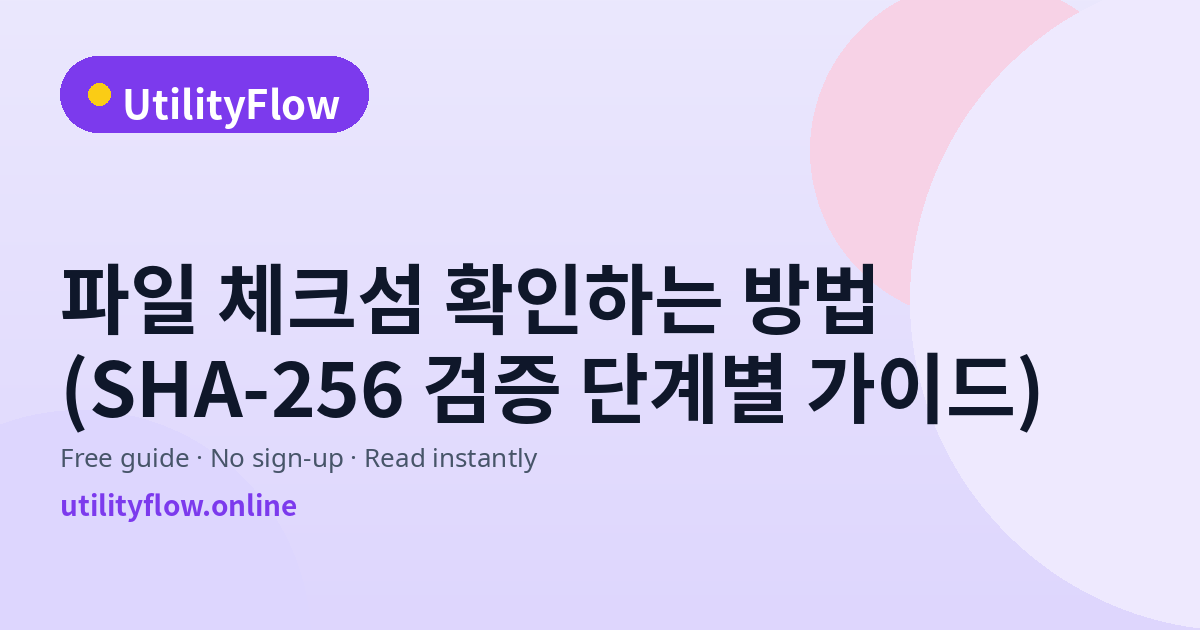 UtilityFlow
파일 체크섬 확인하는 방법
(SHA-256 검증 단계별 가이드)
Free guide · No sign-up · Read instantly
utilityflow.online